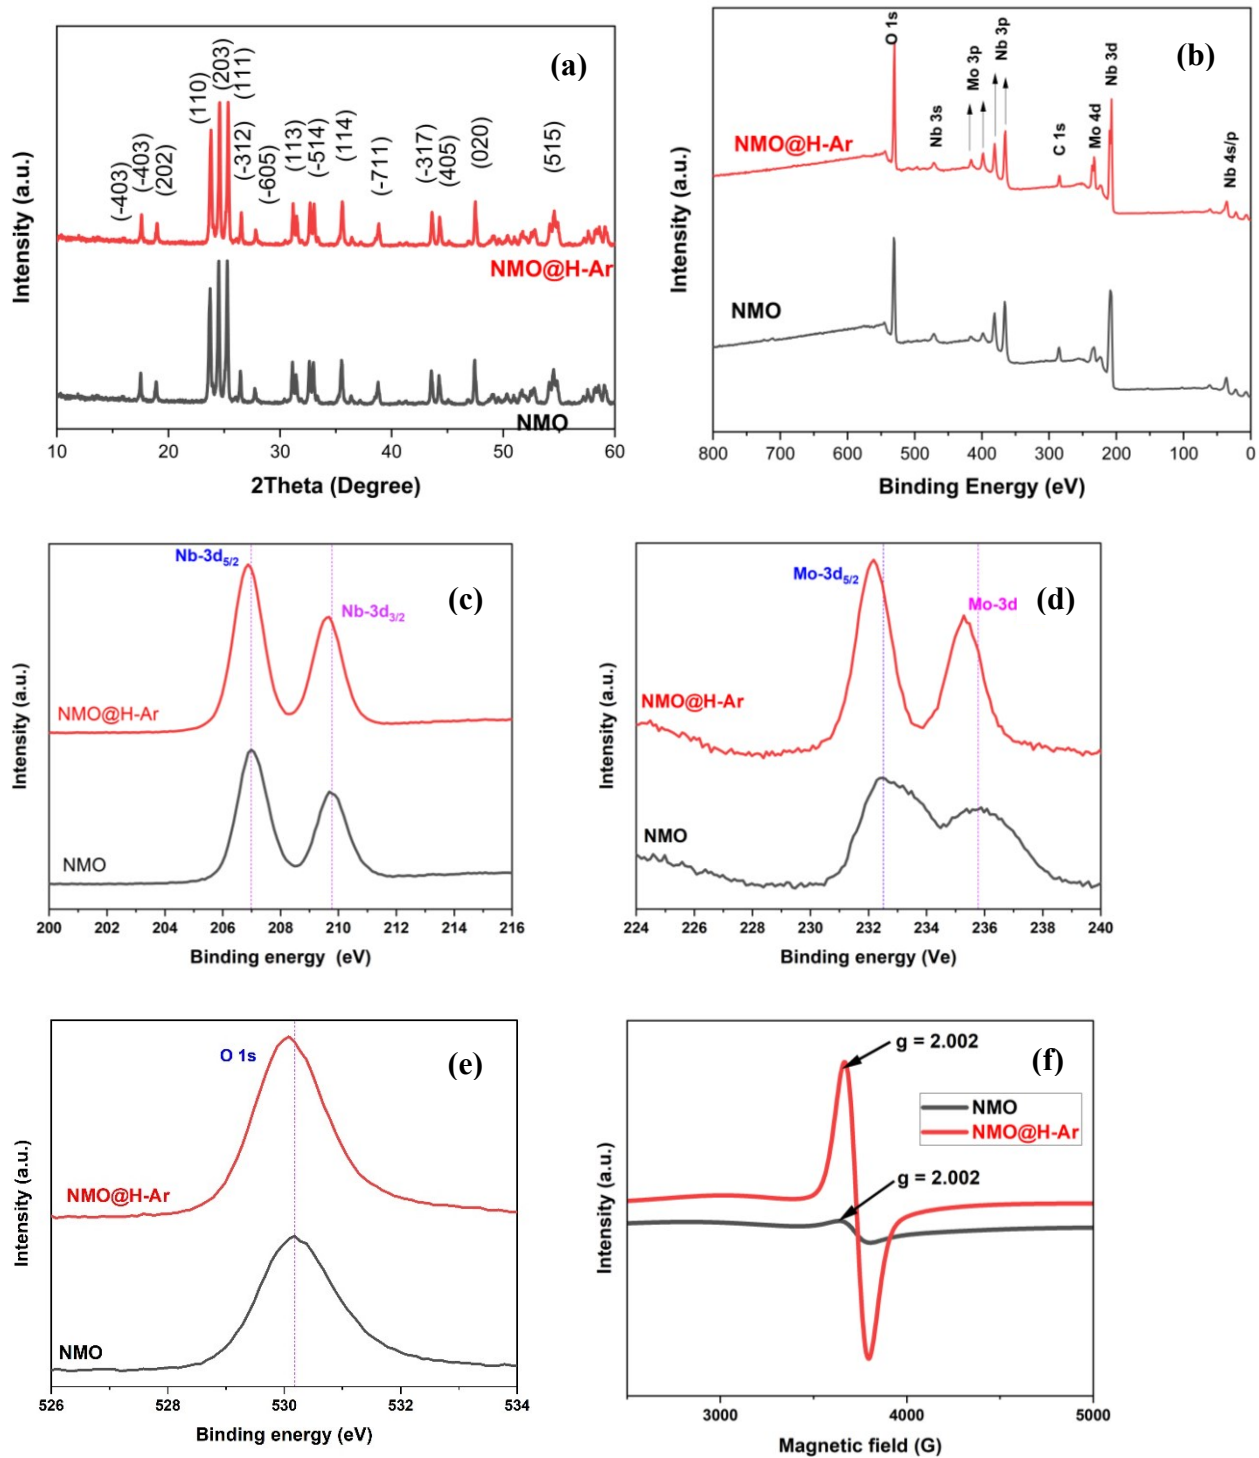 (a)
(-403)
(-403)
(202)
(110)
(203)
(111)
(-312)
(-605)
(113)
(-514)
(114)
(-711)
(-317)
(405)
(020)
(515)
NMO@H-Ar
NMO
Intensity (a.u.)
10 20 30 40 50 60
2Theta (Degree)
(b)
O 1s
Nb 3s
Mo 3p
Nb 3p
C 1s
Mo 4d
Nb 3d
Nb 4s/p
NMO@H-Ar
NMO
Intensity (a.u.)
800 700 600 500 400 300 200 100 0
Binding Energy (eV)
(c)
Nb-3d5/2
Nb-3d3/2
NMO@H-Ar
NMO
Intensity (a.u.)
200 202 204 206 208 210 212 214 216
Binding energy (eV)
(d)
Mo-3d5/2
Mo-3d
NMO@H-Ar
NMO
Intensity (a.u.)
224 226 228 230 232 234 236 238 240
Binding energy (Ve)
(e)
O 1s
NMO@H-Ar
NMO
Intensity (a.u.)
526 528 530 532 534
Binding energy (eV)
(f)
g = 2.002
NMO
NMO@H-Ar
g = 2.002
Intensity (a.u.)
3000 4000 5000
Magnetic field (G)